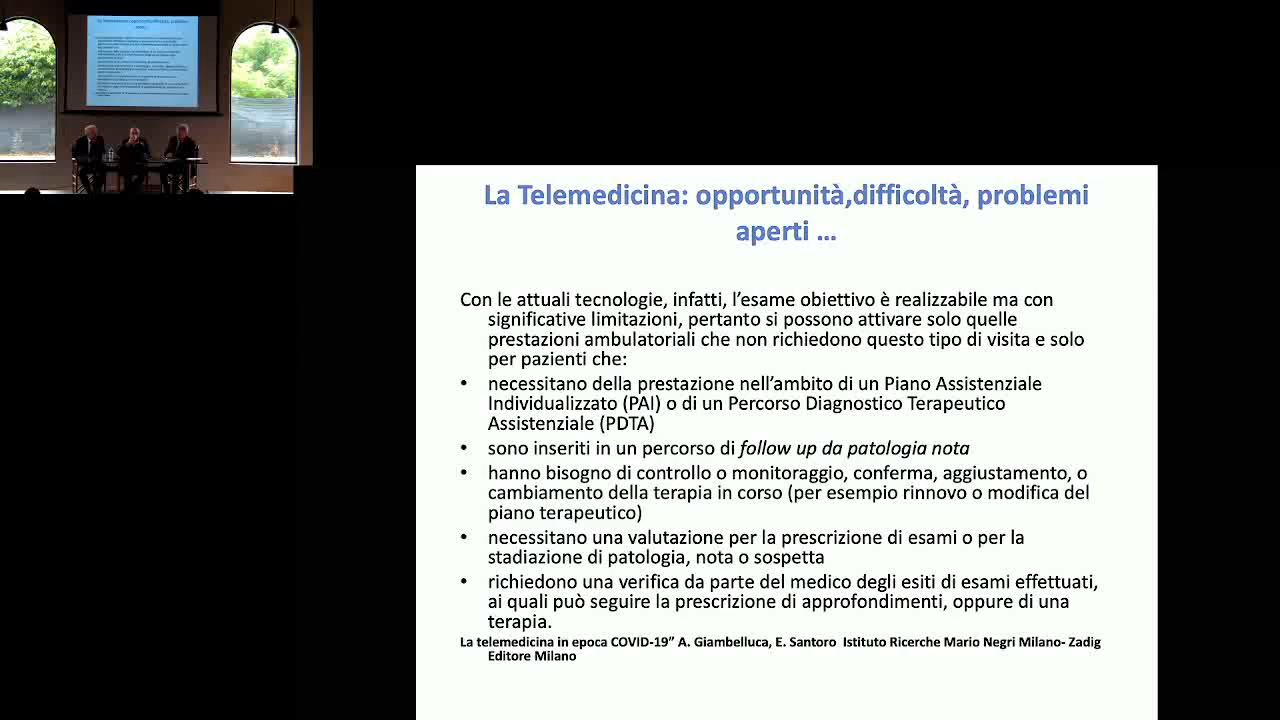 La Telemedicina: opportunità,difficoltà, problemi
aperti ...
Con le attuali tecnologie, infatti, l’esame obiettivo è realizzabile ma con
significative limitazioni, pertanto si possono attivare solo quelle
prestazioni ambulatoriali che non richiedono questo tipo di visita e solo
per pazienti che:
• necessitano della prestazione nell’ambito di un Piano Assistenziale
Individualizzato (PAI) o di un Percorso Diagnostico Terapeutico
Assistenziale (PDTA)
• sono inseriti in un percorso di follow up da patologia nota
• hanno bisogno di controllo o monitoraggio, conferma, aggiustamento, o
cambiamento della terapia in corso (per esempio rinnovo o modifica del
piano terapeutico)
• necessitano una valutazione per la prescrizione di esami o per la
stadiazione di patologia, nota o sospetta
• richiedono una verifica da parte del medico degli esiti di esami effettuati,
ai quali può seguire la prescrizione di approfondimenti, oppure di una
terapia.
La telemedicina in epoca COVID-19” A. Giambelluca, E. Santoro Istituto Ricerche Mario Negri Milano- Zadig
Editore Milano